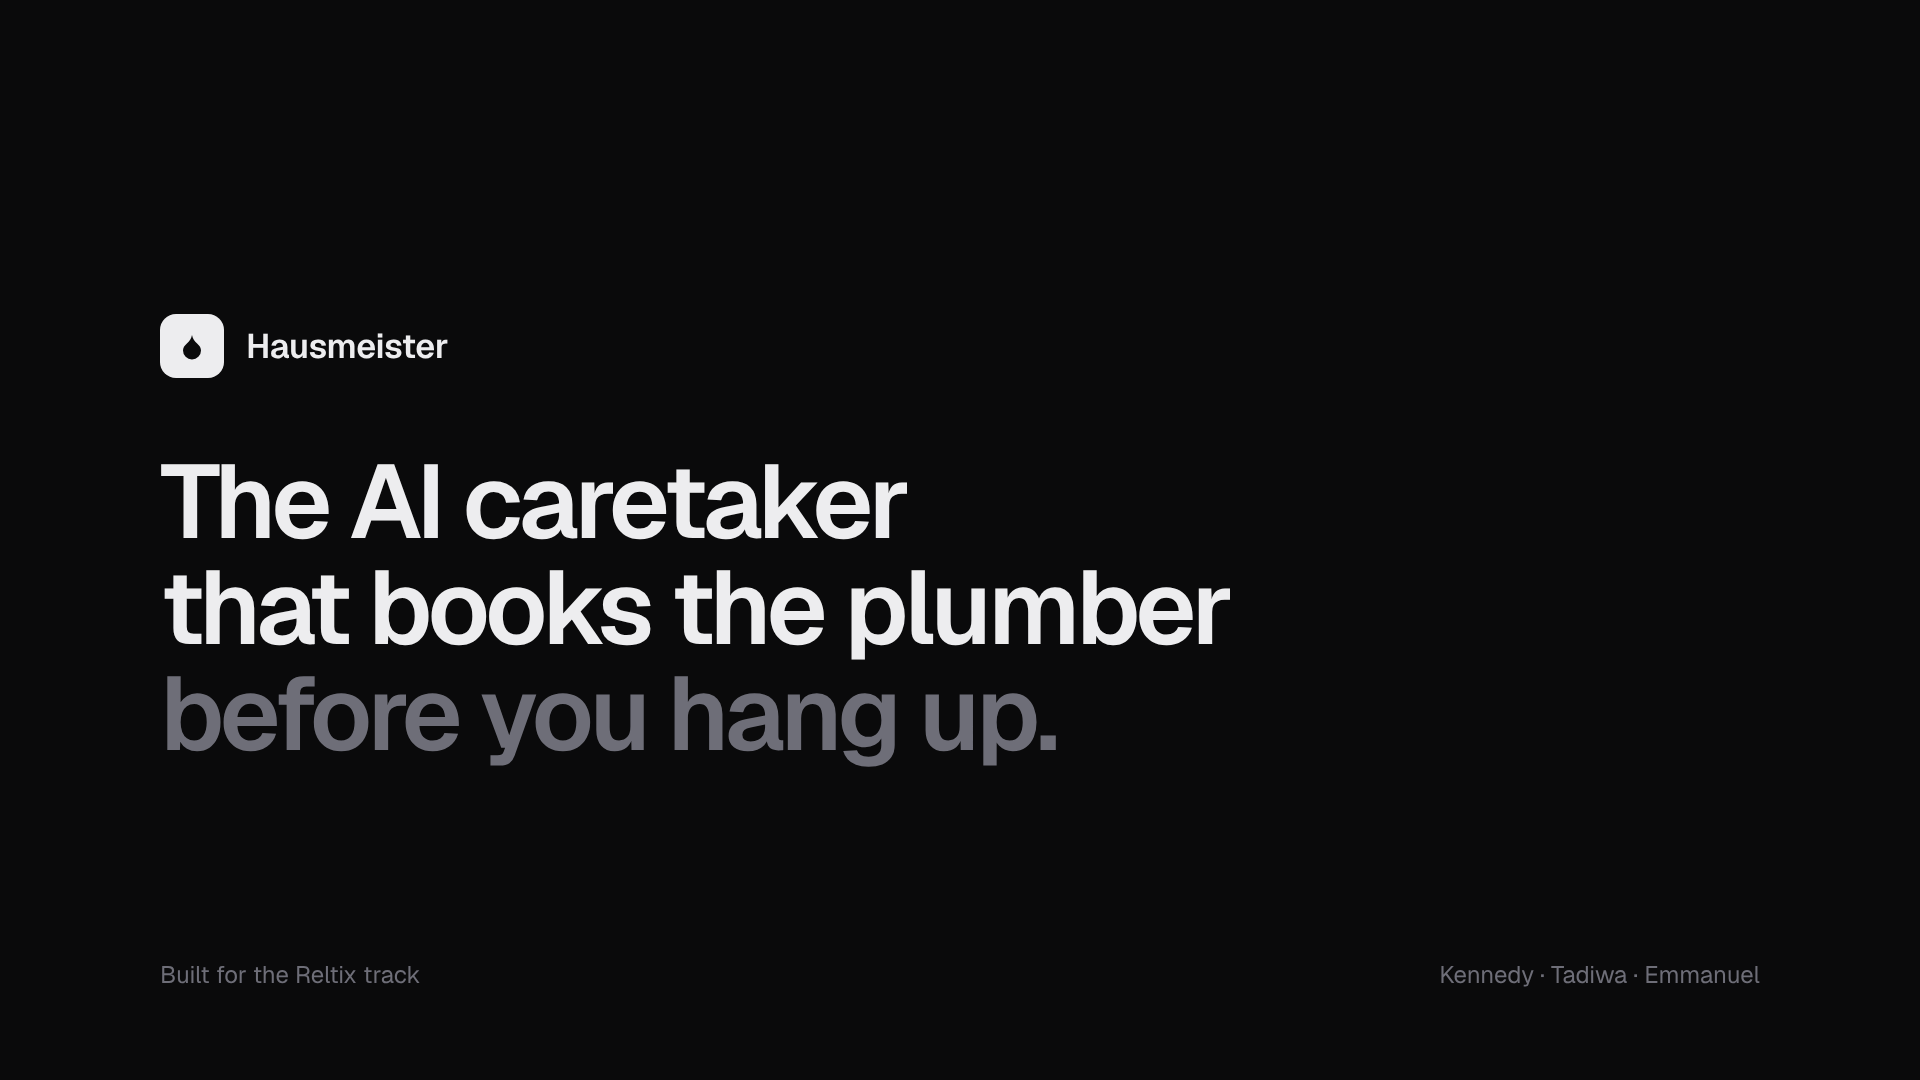 Hausmeister
The AI caretaker
that books the plumber
before you hang up.
Built for the Reltix track
Kennedy · Tadiwa · Emmanuel